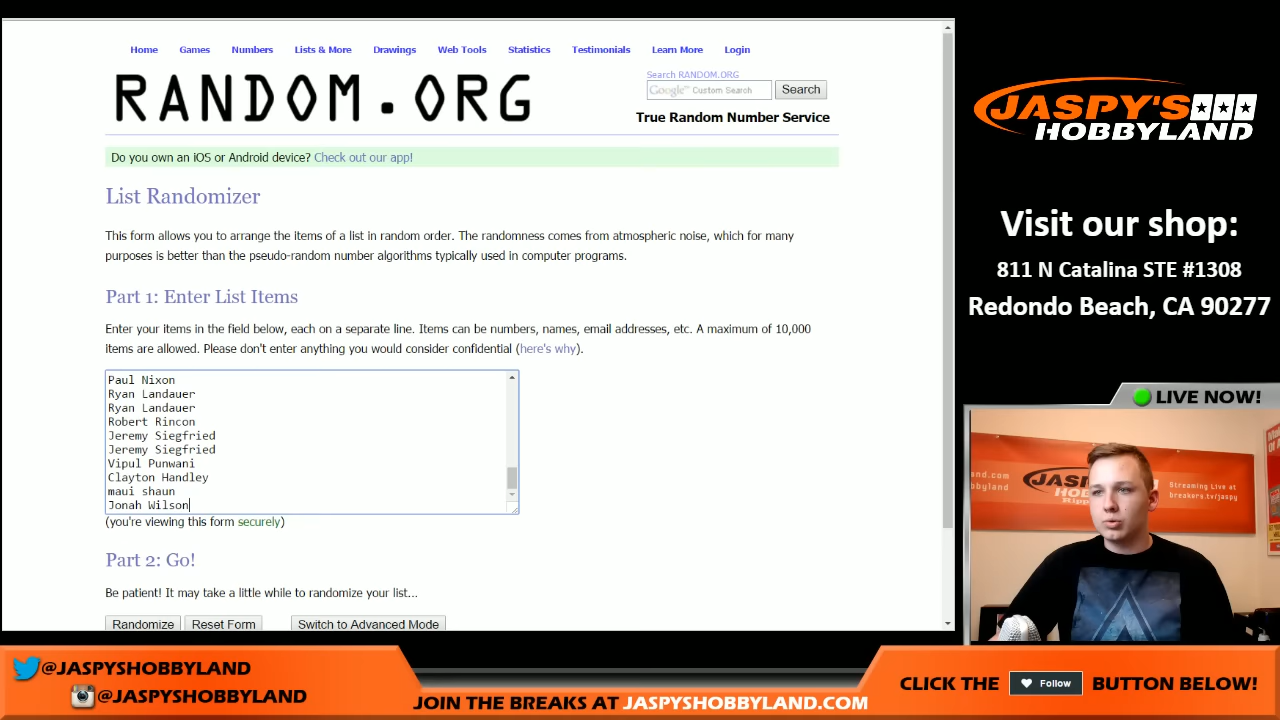 Home Games Numbers Lists & More Drawings Web Tools Statistics Testimonials Learn More Login
RANDOM.ORG
Search RANDOM.ORG
Google™ Custom Search Search
True Random Number Service
Do you own an iOS or Android device? Check out our app!
List Randomizer
This form allows you to arrange the items of a list in random order. The randomness comes from atmospheric noise, which for many
purposes is better than the pseudo-random number algorithms typically used in computer programs.
Part 1: Enter List Items
Enter your items in the field below, each on a separate line. Items can be numbers, names, email addresses, etc. A maximum of 10,000
items are allowed. Please don't enter anything you would consider confidential (here's why).
Paul Nixon
Ryan Landauer
Ryan Landauer
Robert Rincon
Jeremy Siegfried
Jeremy Siegfried
Vipul Punwani
Clayton Handley
maui shaun
Jonah Wilson
(you're viewing this form securely)
Part 2: Go!
Be patient! It may take a little while to randomize your list...
Randomize Reset Form Switch to Advanced Mode
JASPY'S
HOBBYLAND
Visit our shop:
811 N Catalina STE #1308
Redondo Beach, CA 90277
LIVE NOW!
Streaming Live at
breakers.tv/jaspy
@JASPYSHOBBYLAND
@JASPYSHOBBYLAND
JOIN THE BREAKS AT JASPYSHOBBYLAND.COM
CLICK THE Follow BUTTON BELOW!